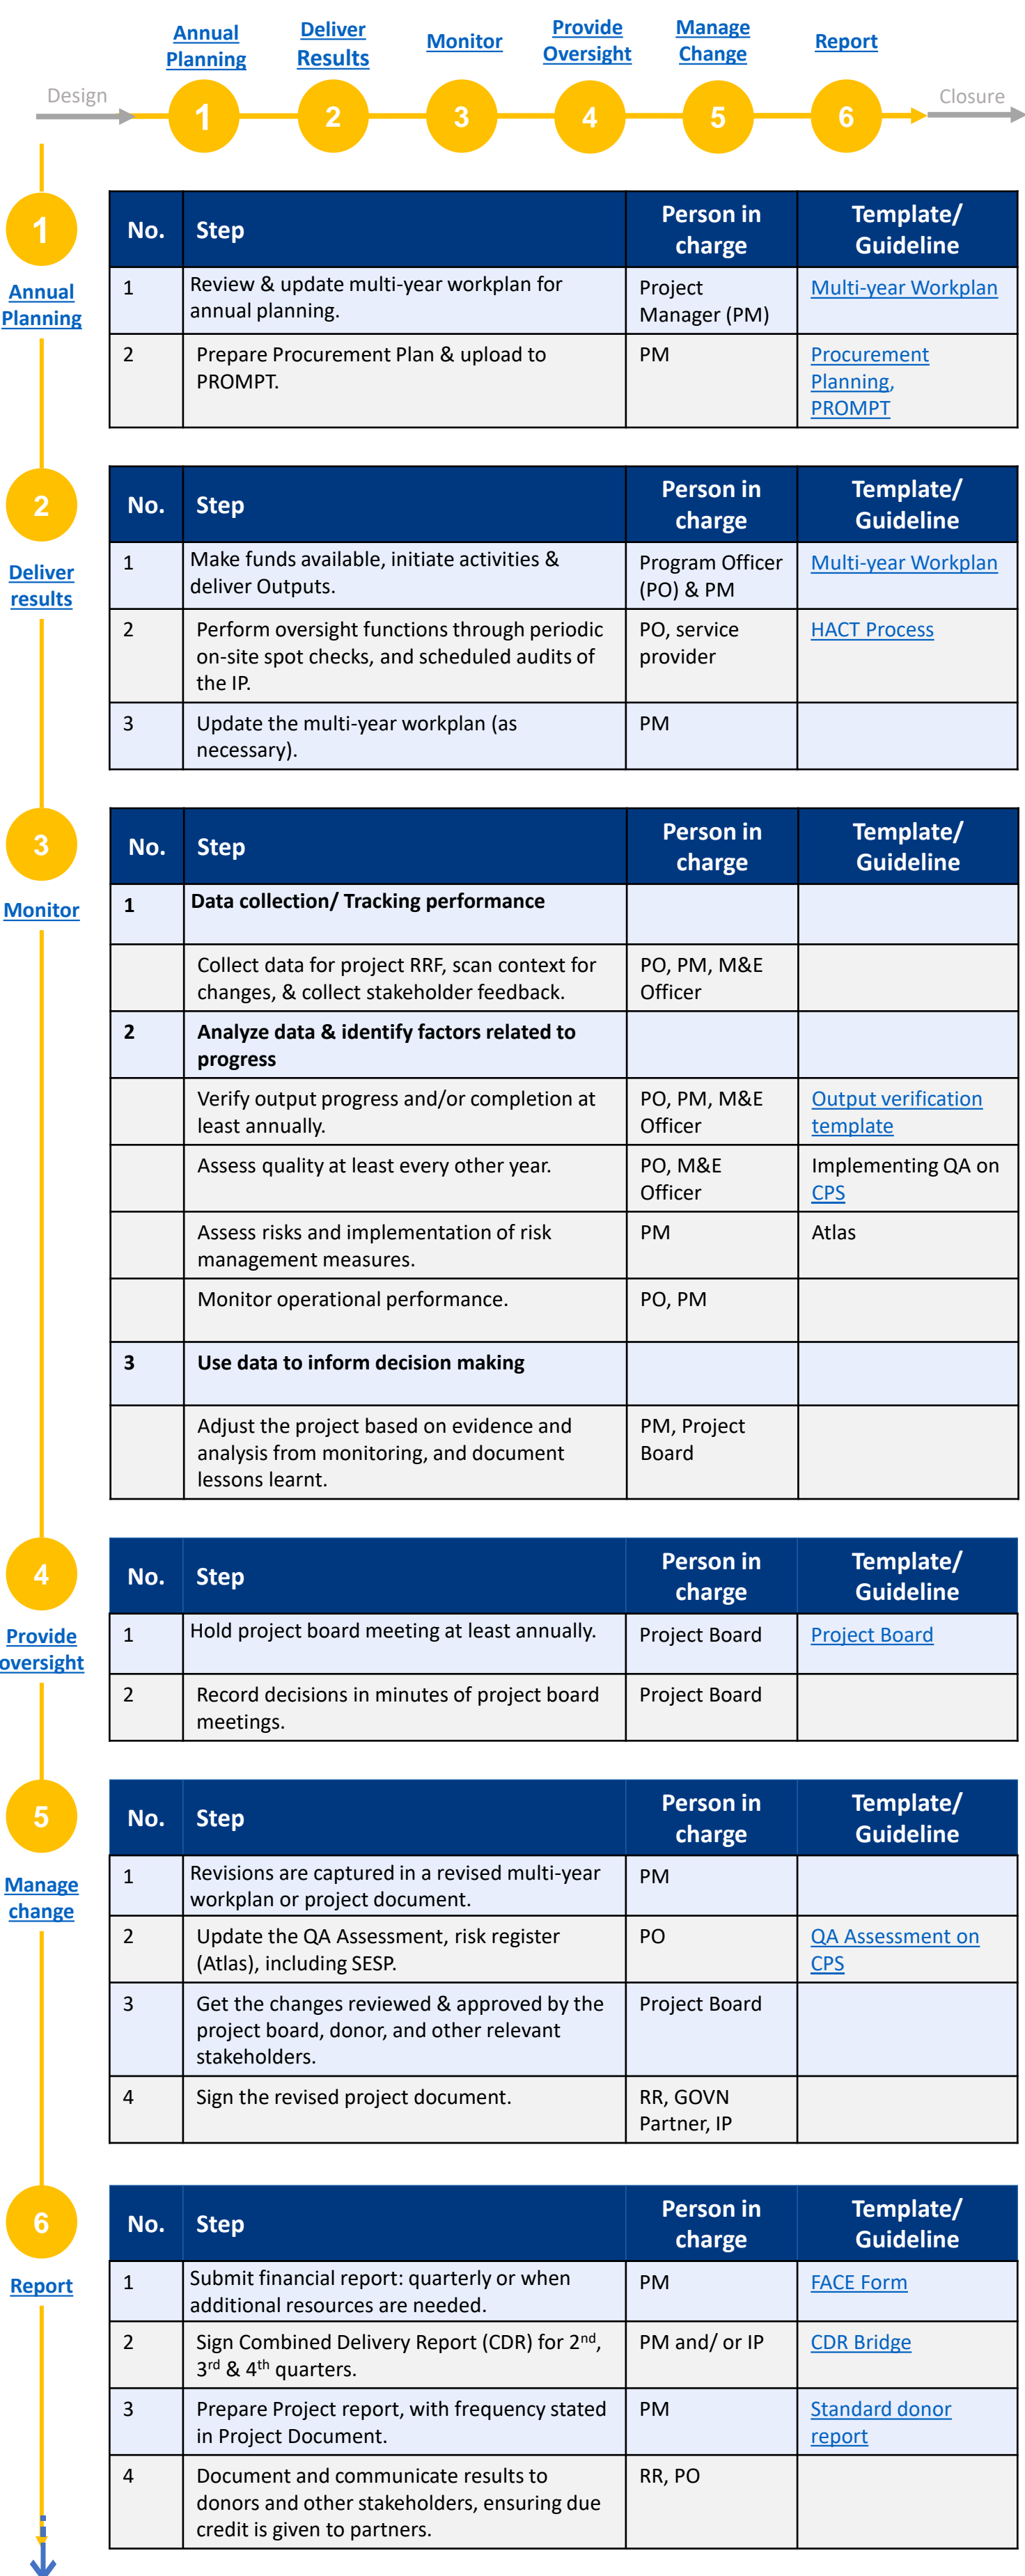 Annual
Planning
Deliver
Results
Monitor
Provide
Oversight
Manage
Change
Report
Design
1
2
3
4
5
6
Closure
1
Annual
Planning
No.
Step
Person in
charge
Template/
Guideline
1
Review & update multi-year workplan for
annual planning.
Project
Manager (PM)
Multi-year Workplan
2
Prepare Procurement Plan & upload to
PROMPT.
PM
Procurement
Planning,
PROMPT
2
Deliver
results
No.
Step
Person in
charge
Template/
Guideline
1
Make funds available, initiate activities &
deliver Outputs.
Program Officer
(PO) & PM
Multi-year Workplan
2
Perform oversight functions through periodic
on-site spot checks, and scheduled audits of
the IP.
PO, service
provider
HACT Process
3
Update the multi-year workplan (as
necessary).
PM
3
Monitor
No.
Step
Person in
charge
Template/
Guideline
1
Data collection/ Tracking performance
Collect data for project RRF, scan context for
changes, & collect stakeholder feedback.
PO, PM, M&E
Officer
2
Analyze data & identify factors related to
progress
Verify output progress and/or completion at
least annually.
PO, PM, M&E
Officer
Output verification
template
Assess quality at least every other year.
PO, M&E
Officer
Implementing QA on
CPS
Assess risks and implementation of risk
management measures.
PM
Atlas
Monitor operational performance.
PO, PM
3
Use data to inform decision making
Adjust the project based on evidence and
analysis from monitoring, and document
lessons learnt.
PM, Project
Board
4
Provide
oversight
No.
Step
Person in
charge
Template/
Guideline
1
Hold project board meeting at least annually.
Project Board
Project Board
2
Record decisions in minutes of project board
meetings.
Project Board
5
Manage
change
No.
Step
Person in
charge
Template/
Guideline
1
Revisions are captured in a revised multi-year
workplan or project document.
PM
2
Update the QA Assessment, risk register
(Atlas), including SESP.
PO
QA Assessment on
CPS
3
Get the changes reviewed & approved by the
project board, donor, and other relevant
stakeholders.
Project Board
4
Sign the revised project document.
RR, GOVN
Partner, IP
6
Report
No.
Step
Person in
charge
Template/
Guideline
1
Submit financial report: quarterly or when
additional resources are needed.
PM
FACE Form
2
Sign Combined Delivery Report (CDR) for 2nd,
3rd & 4th quarters.
PM and/ or IP
CDR Bridge
3
Prepare Project report, with frequency stated
in Project Document.
PM
Standard donor
report
4
Document and communicate results to
donors and other stakeholders, ensuring due
credit is given to partners.
RR, PO